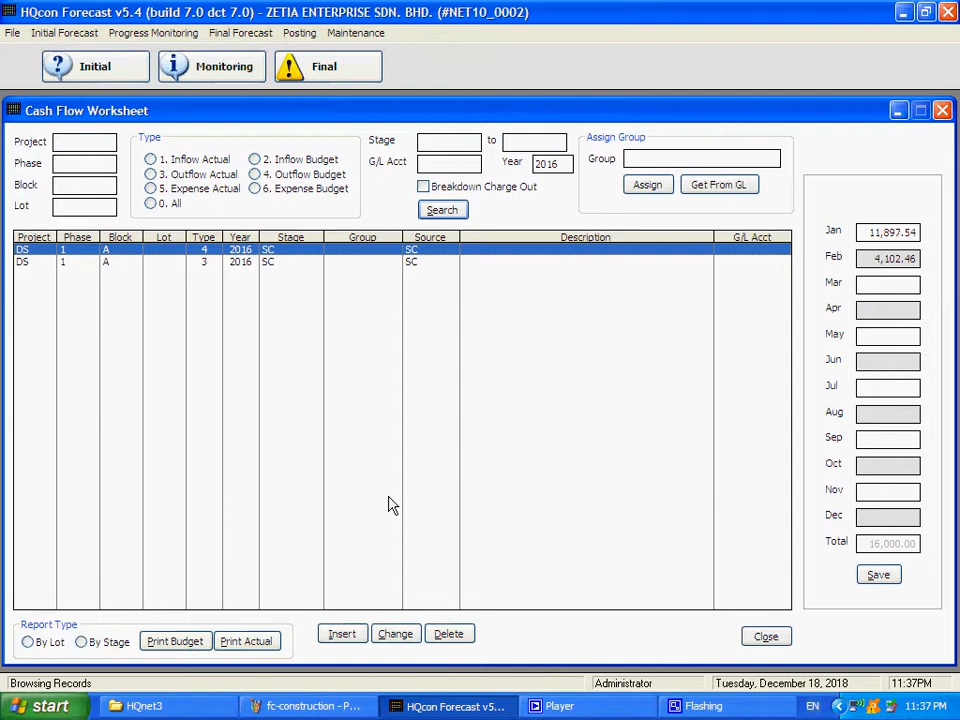 HQcon Forecast v5.4 (build 7.0 dct 7.0) - ZETIA ENTERPRISE SDN. BHD. (#NET10_0002)
File Initial Forecast Progress Monitoring Final Forecast Posting Maintenance
Initial Monitoring Final
Cash Flow Worksheet
Project
Phase
Block
Lot
Type
1. Inflow Actual 2. Inflow Budget
3. Outflow Actual 4. Outflow Budget
5. Expense Actual 6. Expense Budget
0. All
Stage to
G/L Acct Year 2016
Breakdown Charge Out
Search
Assign Group
Group
Assign Get From GL
Project Phase Block Lot Type Year Stage Group Source Description G/L Acct
DS 1 A 4 2016 SC SC
DS 1 A 3 2016 SC SC
Jan 11,897.54
Feb 4,102.46
Mar
Apr
May
Jun
Jul
Aug
Sep
Oct
Nov
Dec
Total 16,000.00
Save
Report Type
By Lot By Stage Print Budget Print Actual
Insert Change Delete
Close
Browsing Records Administrator Tuesday, December 18, 2018 11:37PM
start HQnet3 fc-construction - P... HQcon Forecast v5... Player Flashing EN 11:37 PM